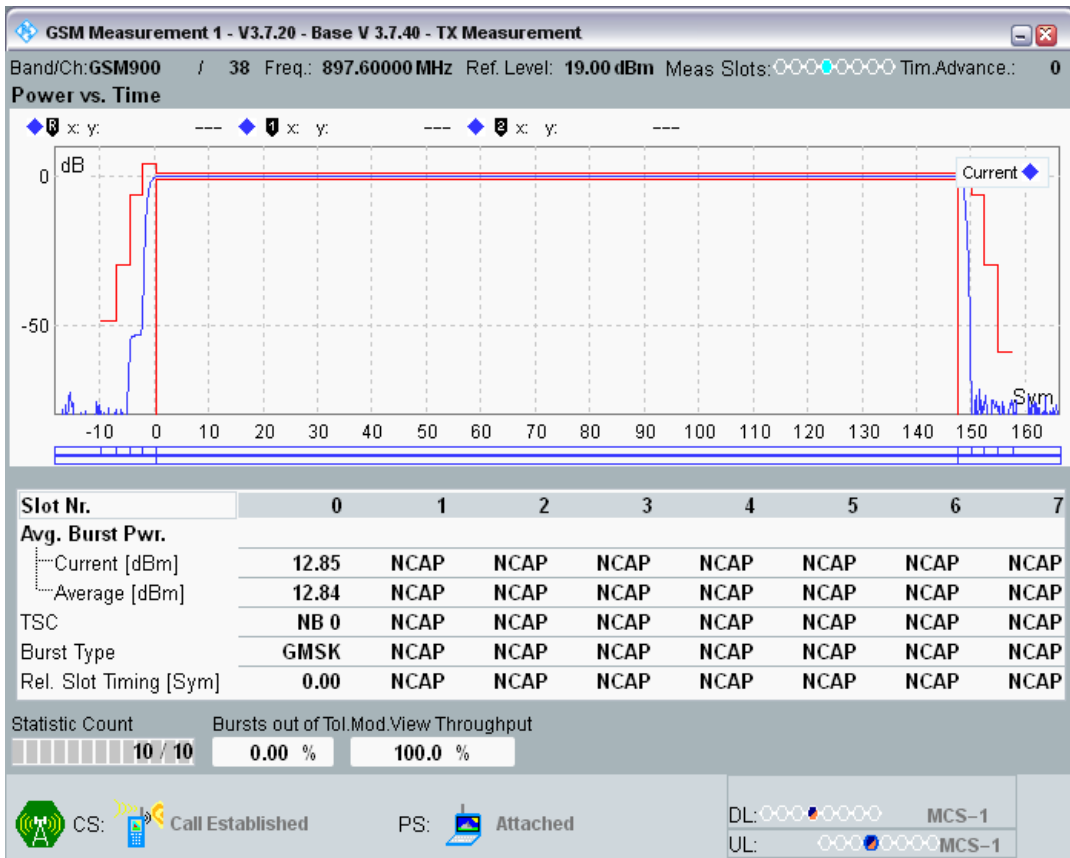 GSM Measurement 1 - V3.7.20 - Base V 3.7.40 - TX Measurement
Band/Ch:GSM900 / 38 Freq.: 897.60000 MHz Ref. Level: 19.00 dBm Meas Slots: Tim.Advance.: 0
Power vs. Time
R x: y: --- 1 x: y: --- 2 x: y: ---
dB
Current
0
-50
Sym
-10 0 10 20 30 40 50 60 70 80 90 100 110 120 130 140 150 160
Slot Nr. 0 1 2 3 4 5 6 7
Avg. Burst Pwr.
Current [dBm] 12.85 NCAP NCAP NCAP NCAP NCAP NCAP NCAP
Average [dBm] 12.84 NCAP NCAP NCAP NCAP NCAP NCAP NCAP
TSC NB 0 NCAP NCAP NCAP NCAP NCAP NCAP NCAP
Burst Type GMSK NCAP NCAP NCAP NCAP NCAP NCAP NCAP
Rel. Slot Timing [Sym] 0.00 NCAP NCAP NCAP NCAP NCAP NCAP NCAP
Statistic Count Bursts out of Tol.Mod.View Throughput
10 / 10 0.00 % 100.0 %
CS: Call Established PS: Attached
DL: MCS-1
UL: MCS-1